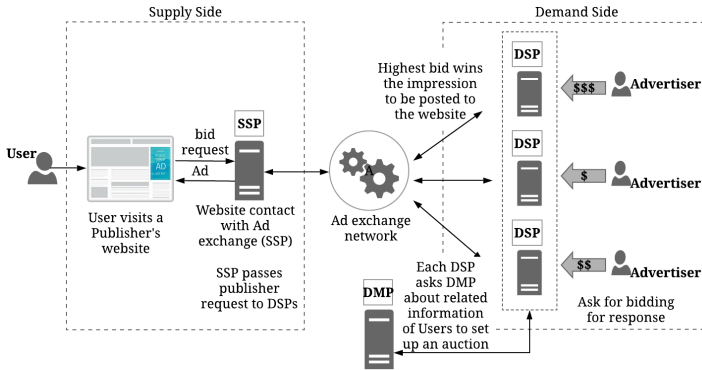 Supply Side
Demand Side
User
bid
request
Ad
AD
SSP
User visits a
Publisher's
website
Website contact
with Ad
exchange (SSP)
SSP passes
publisher
request to DSPs
A
Ad exchange
network
Highest bid wins
the impression
to be posted to
the website
DSP
$$$
Advertiser
DSP
$
Advertiser
DSP
$$
Advertiser
Each DSP
asks DMP
about related
information
of Users to set
up an auction
DMP
Ask for bidding
for response